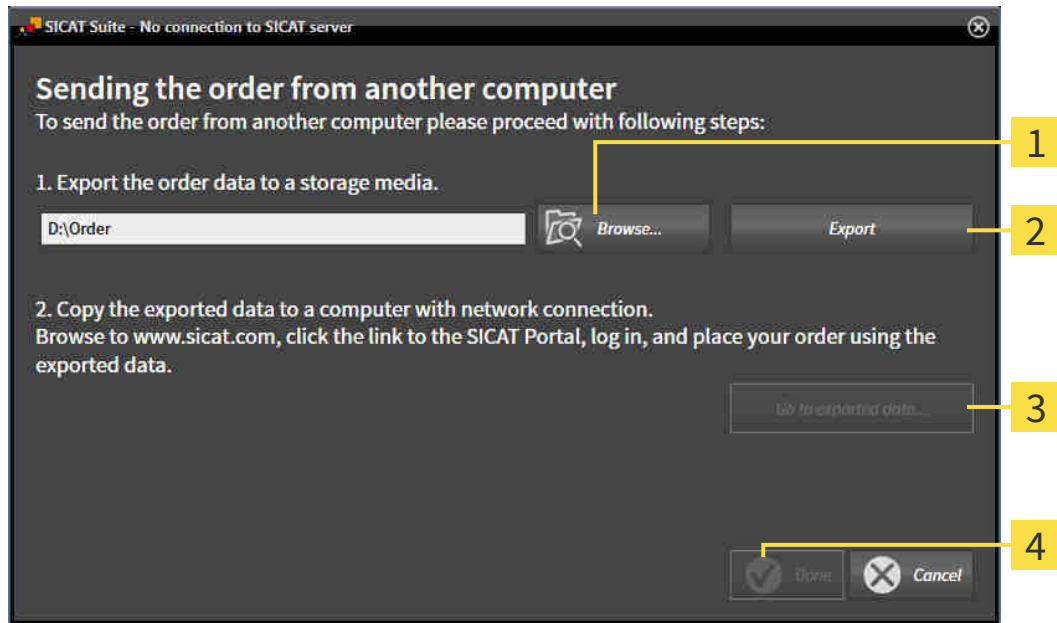 SICAT Suite - No connection to SICAT server
Sending the order from another computer
To send the order from another computer please proceed with following steps:
1
1. Export the order data to a storage media.
D:\Order
Browse...
Export
2
2. Copy the exported data to a computer with network connection.
Browse to www.sicat.com, click the link to the SICAT Portal, log in, and place your order using the
exported data.
Go to exported data...
3
4
Done
Cancel